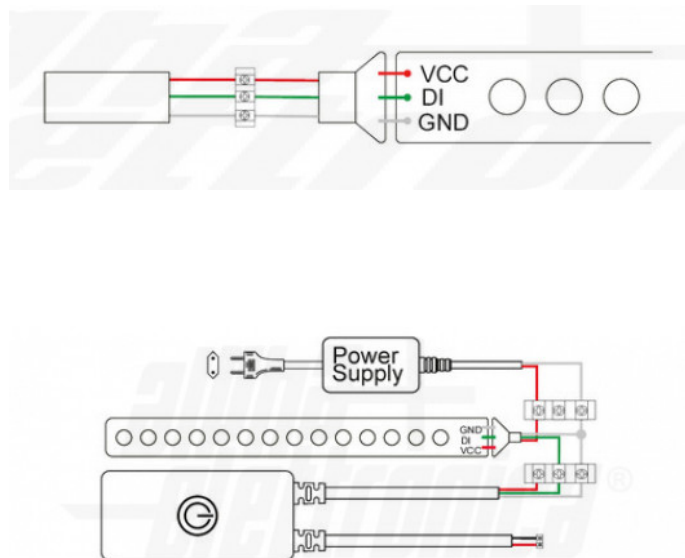 VCC
DI
GND
Power
Supply
GND
DI
VCC
®